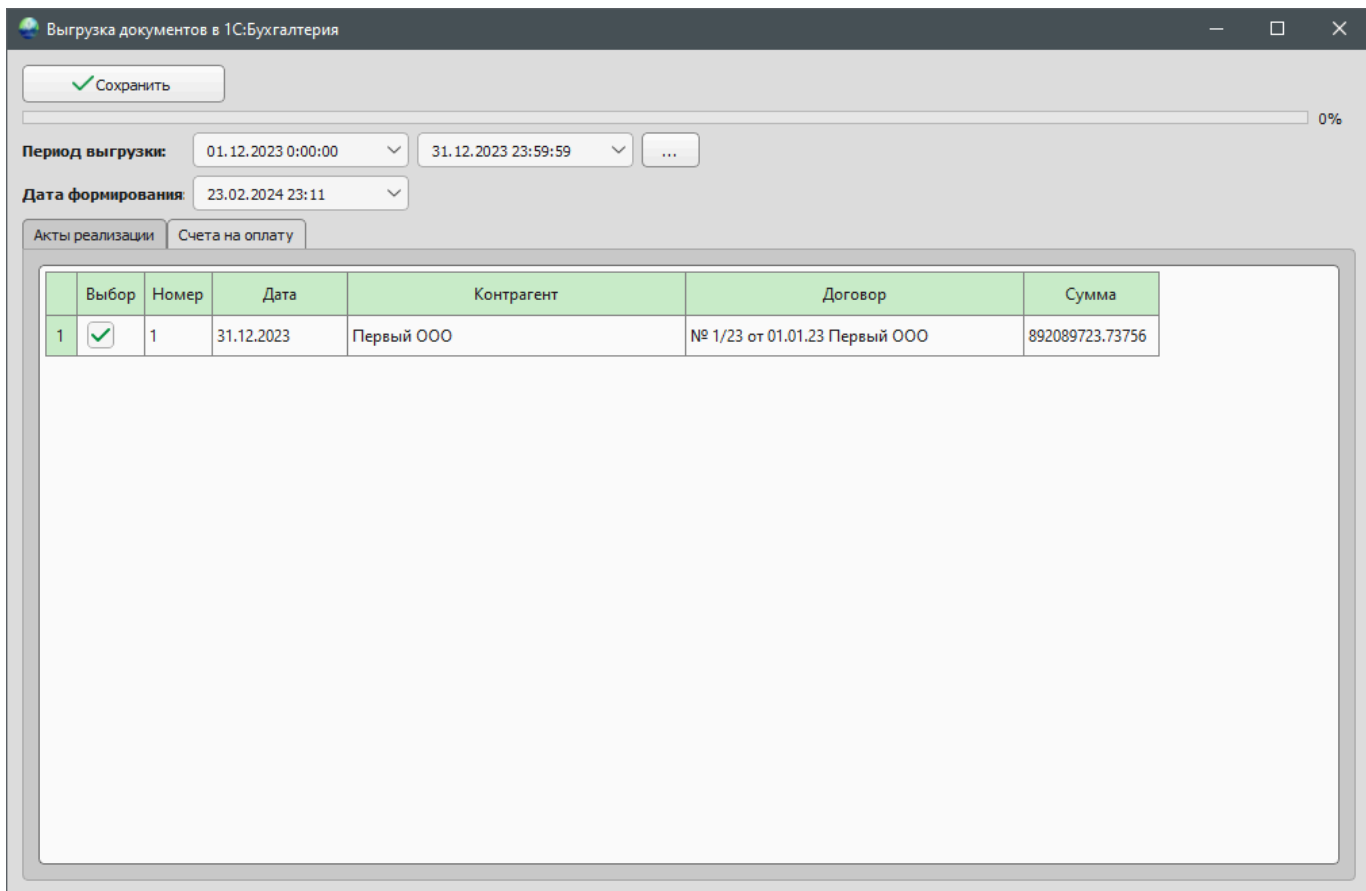 Выгрузка документов в 1С:Бухгалтерия
Сохранить
0%
Период выгрузки: 01.12.2023 0:00:00 31.12.2023 23:59:59 ...
Дата формирования: 23.02.2024 23:11
Акты реализации Счета на оплату
Выбор Номер Дата Контрагент Договор Сумма
1 1 31.12.2023 Первый ООО № 1/23 от 01.01.23 Первый ООО 892089723.73756